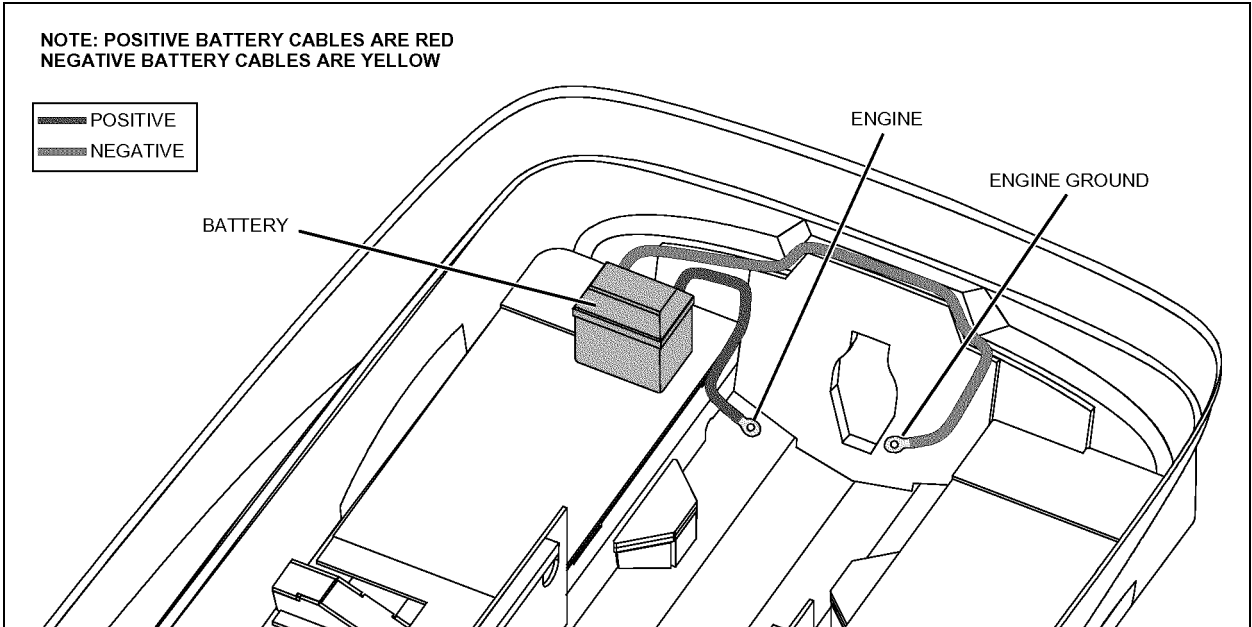 NOTE: POSITIVE BATTERY CABLES ARE RED
NEGATIVE BATTERY CABLES ARE YELLOW
POSITIVE
NEGATIVE
ENGINE
ENGINE GROUND
BATTERY